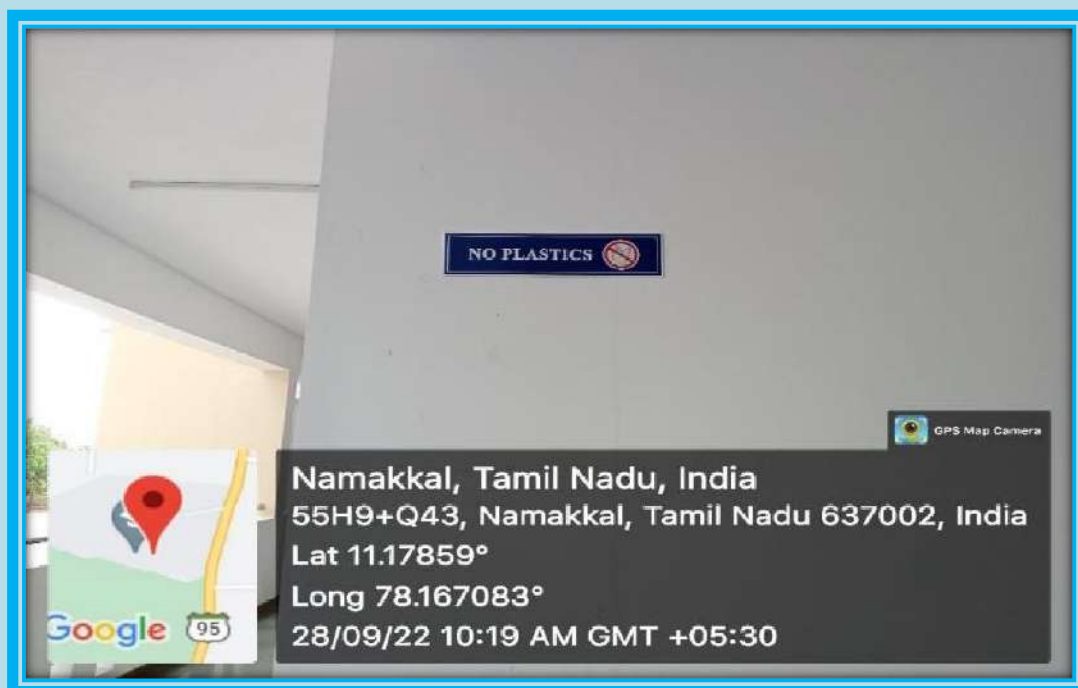 NO PLASTICS
GPS Map Camera
Namakkal, Tamil Nadu, India
55H9+Q43, Namakkal, Tamil Nadu 637002, India
Lat 11.17859°
Long 78.167083°
28/09/22 10:19 AM GMT +05:30
Google
95